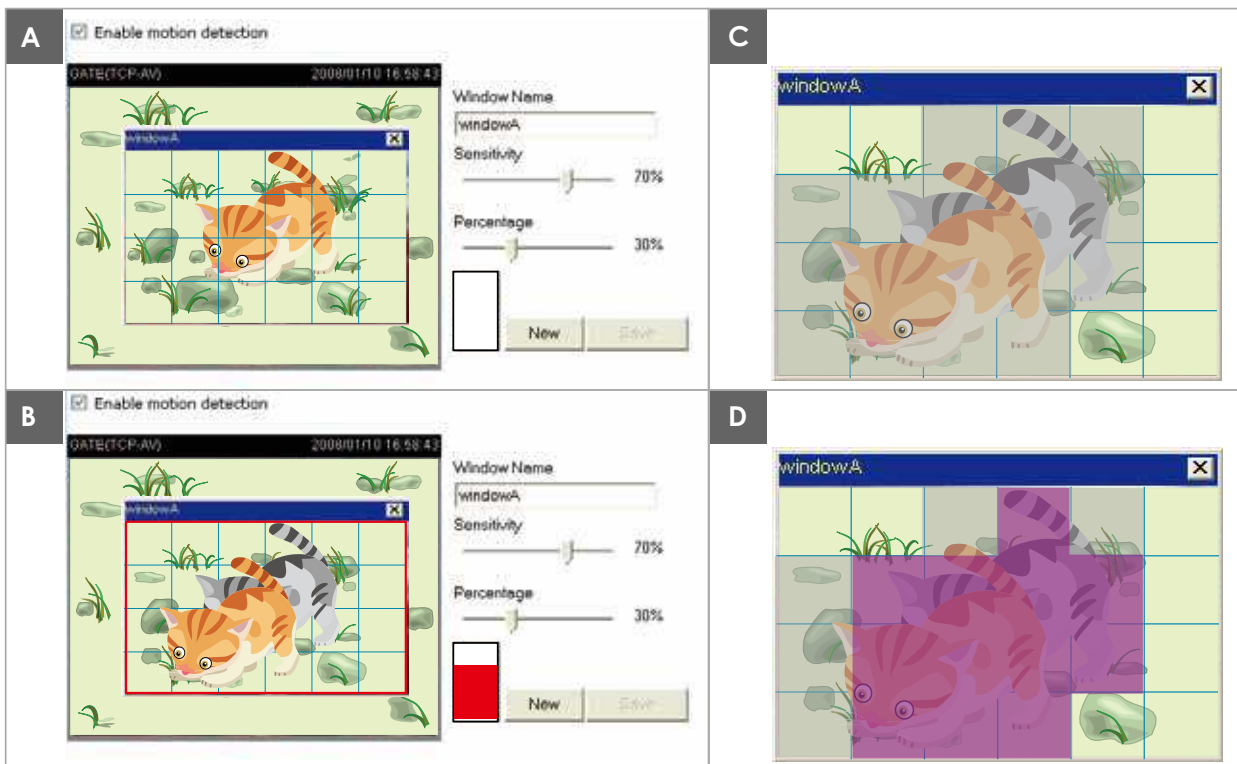 A
Enable motion detection
GATE(TCP-AV) 2008/01/10 16:58:43
windowA
Window Name
windowA
Sensitivity
70%
Percentage
30%
New Save
B
Enable motion detection
GATE(TCP-AV) 2008/01/10 16:58:43
windowA
Window Name
windowA
Sensitivity
70%
Percentage
30%
New Save
C
windowA
D
windowA